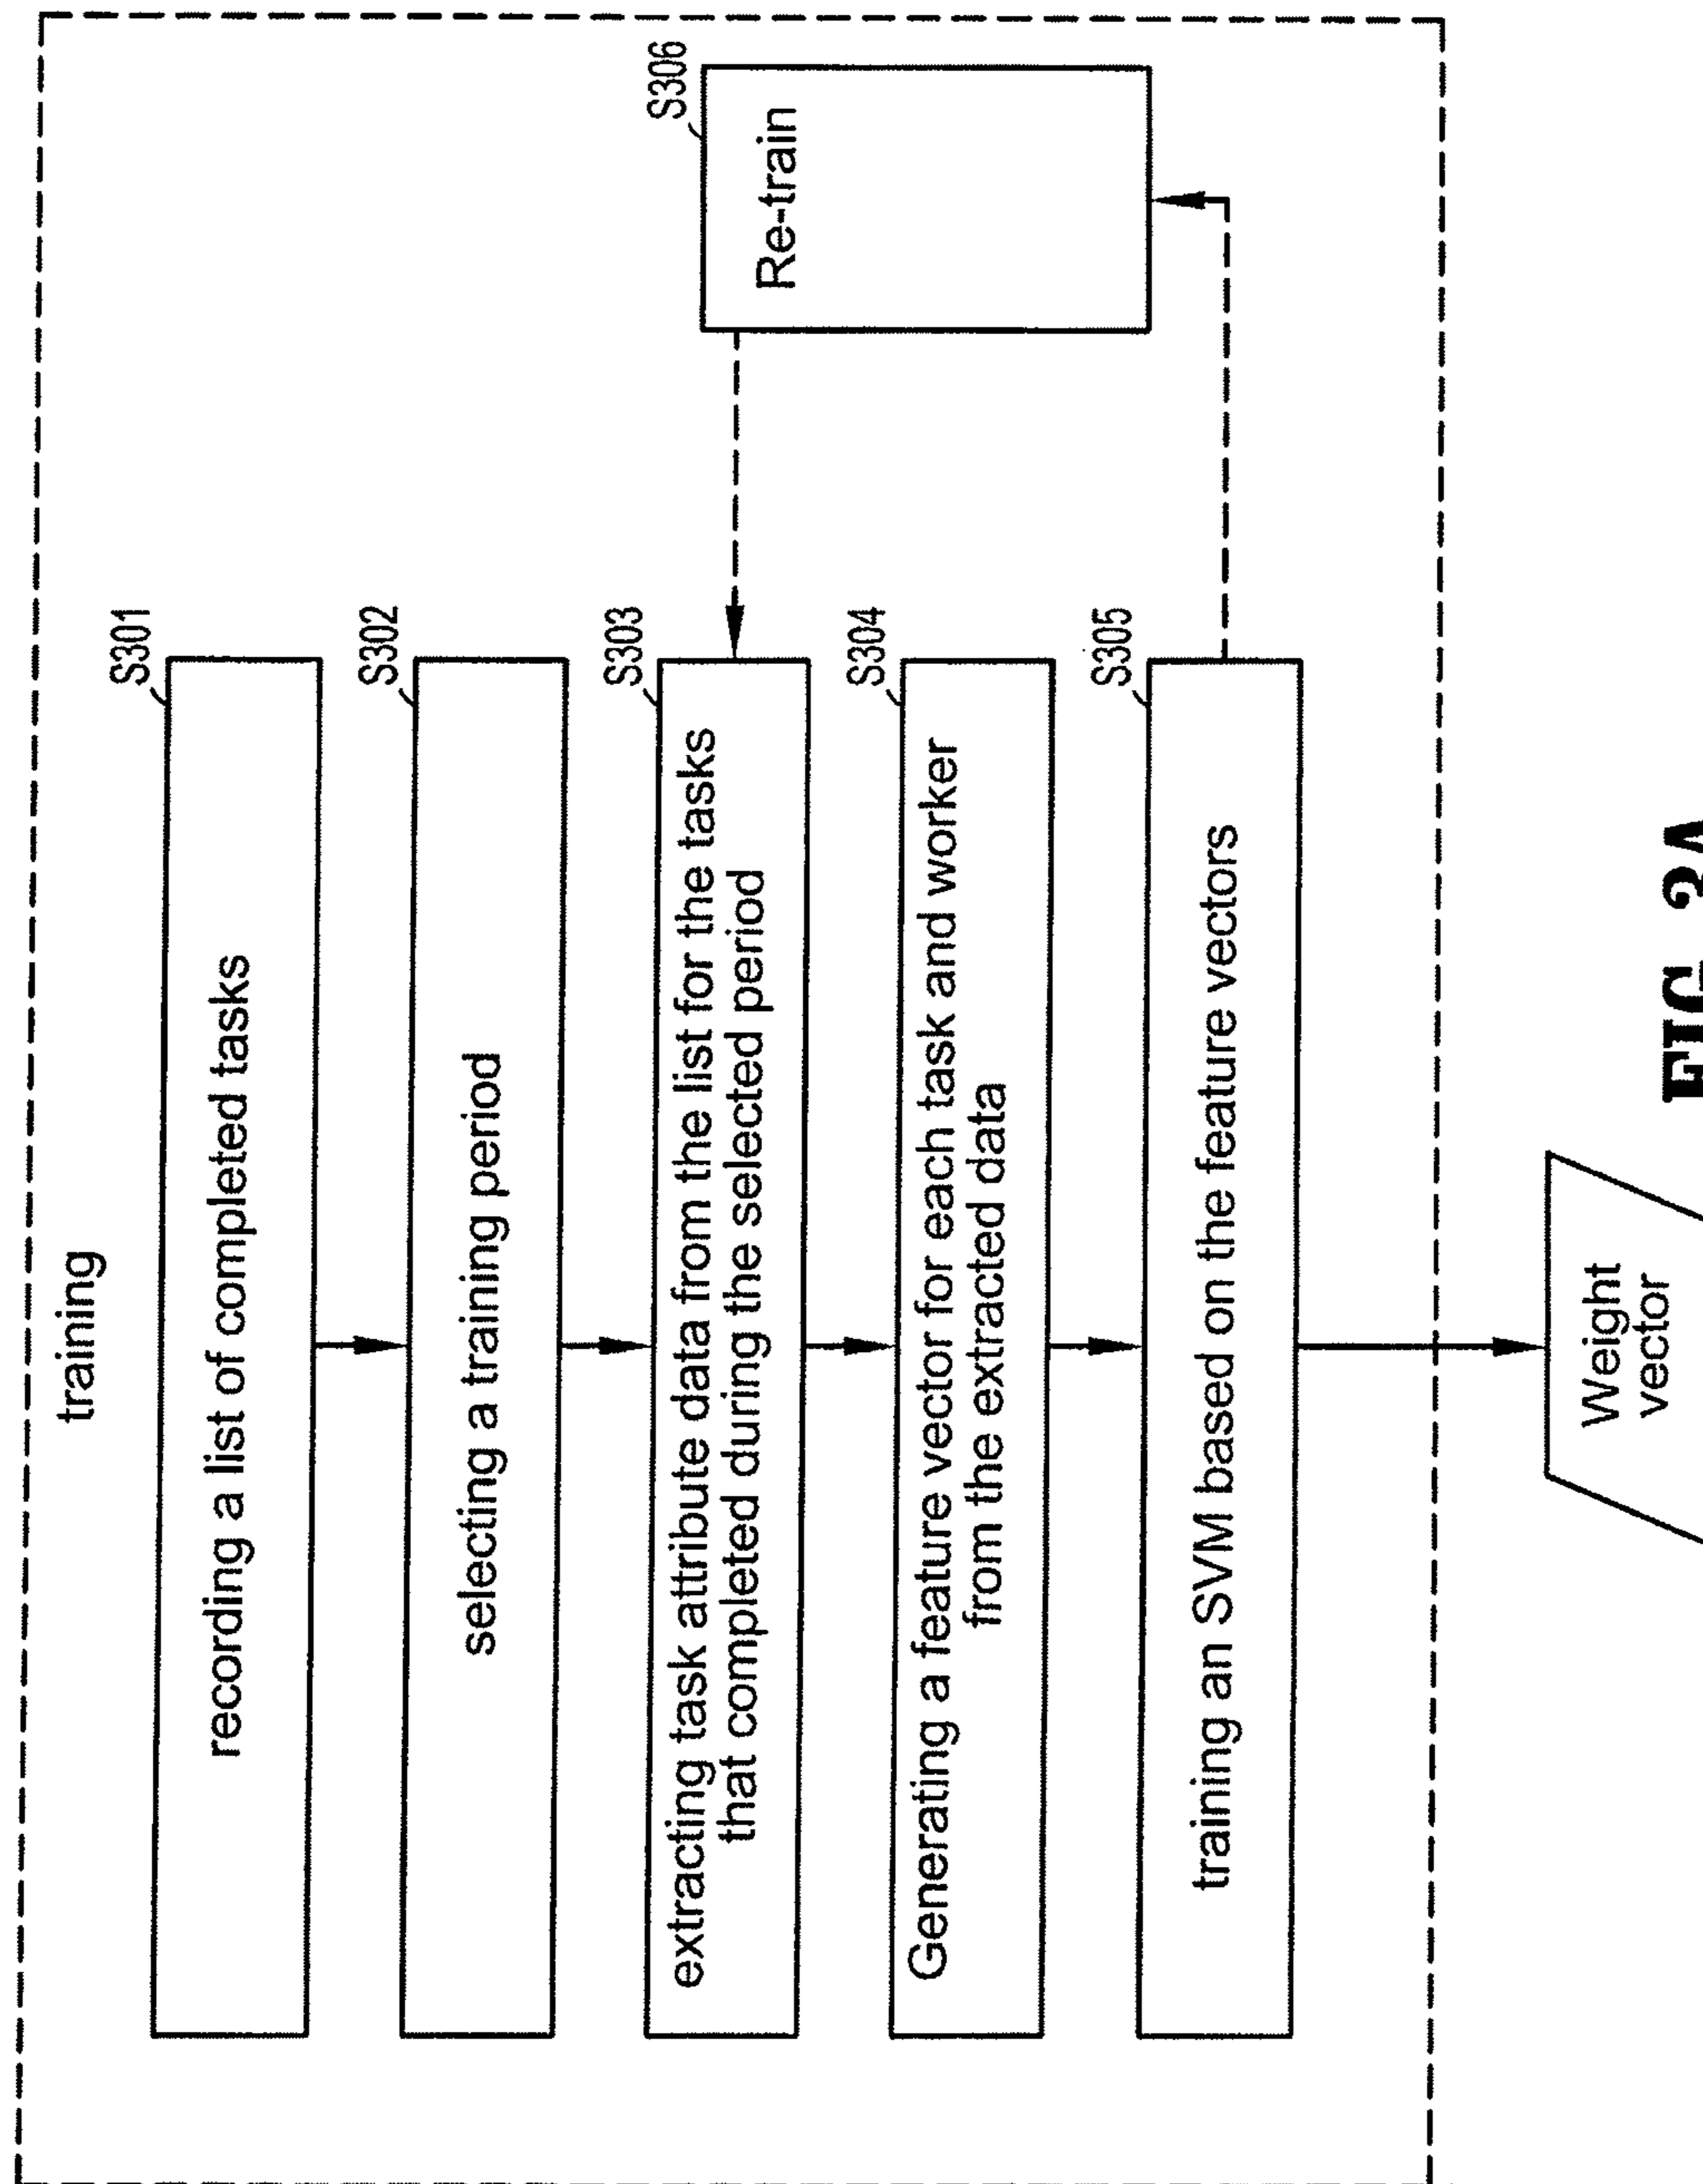 training
S301
recording a list of completed tasks
S302
selecting a training period
S303
extracting task attribute data from the list for the tasks
that completed during the selected period
S304
Generating a feature vector for each task and worker
from the extracted data
S305
training an SVM based on the feature vectors
S306
Re-train
Weight
vector
FIG. 3A